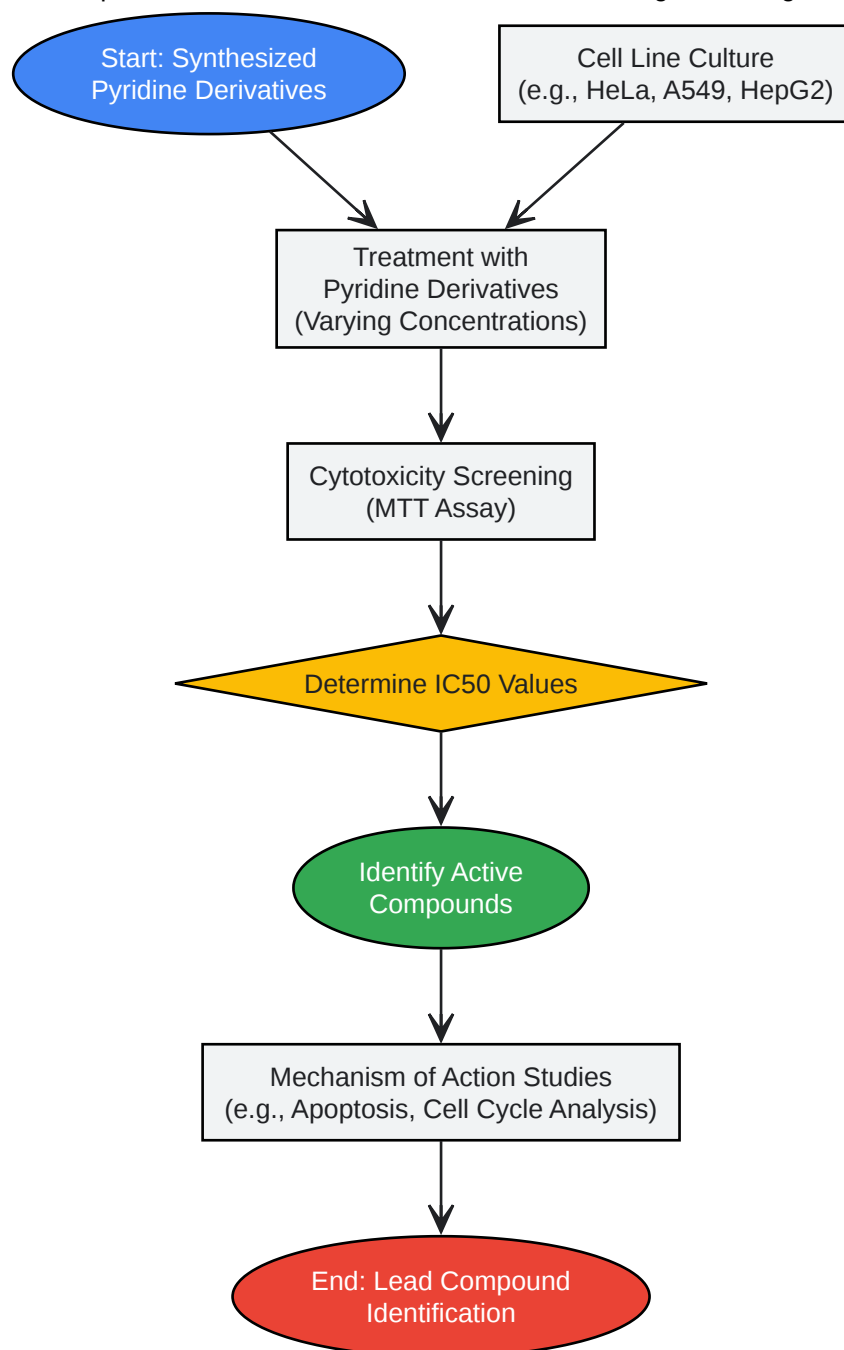 Start: Synthesized
Pyridine Derivatives
Cell Line Culture
(e.g., HeLa, A549, HepG2)
Treatment with
Pyridine Derivatives
(Varying Concentrations)
Cytotoxicity Screening
(MTT Assay)
Determine IC50 Values
Identify Active
Compounds
Mechanism of Action Studies
(e.g., Apoptosis, Cell Cycle Analysis)
End: Lead Compound
Identification